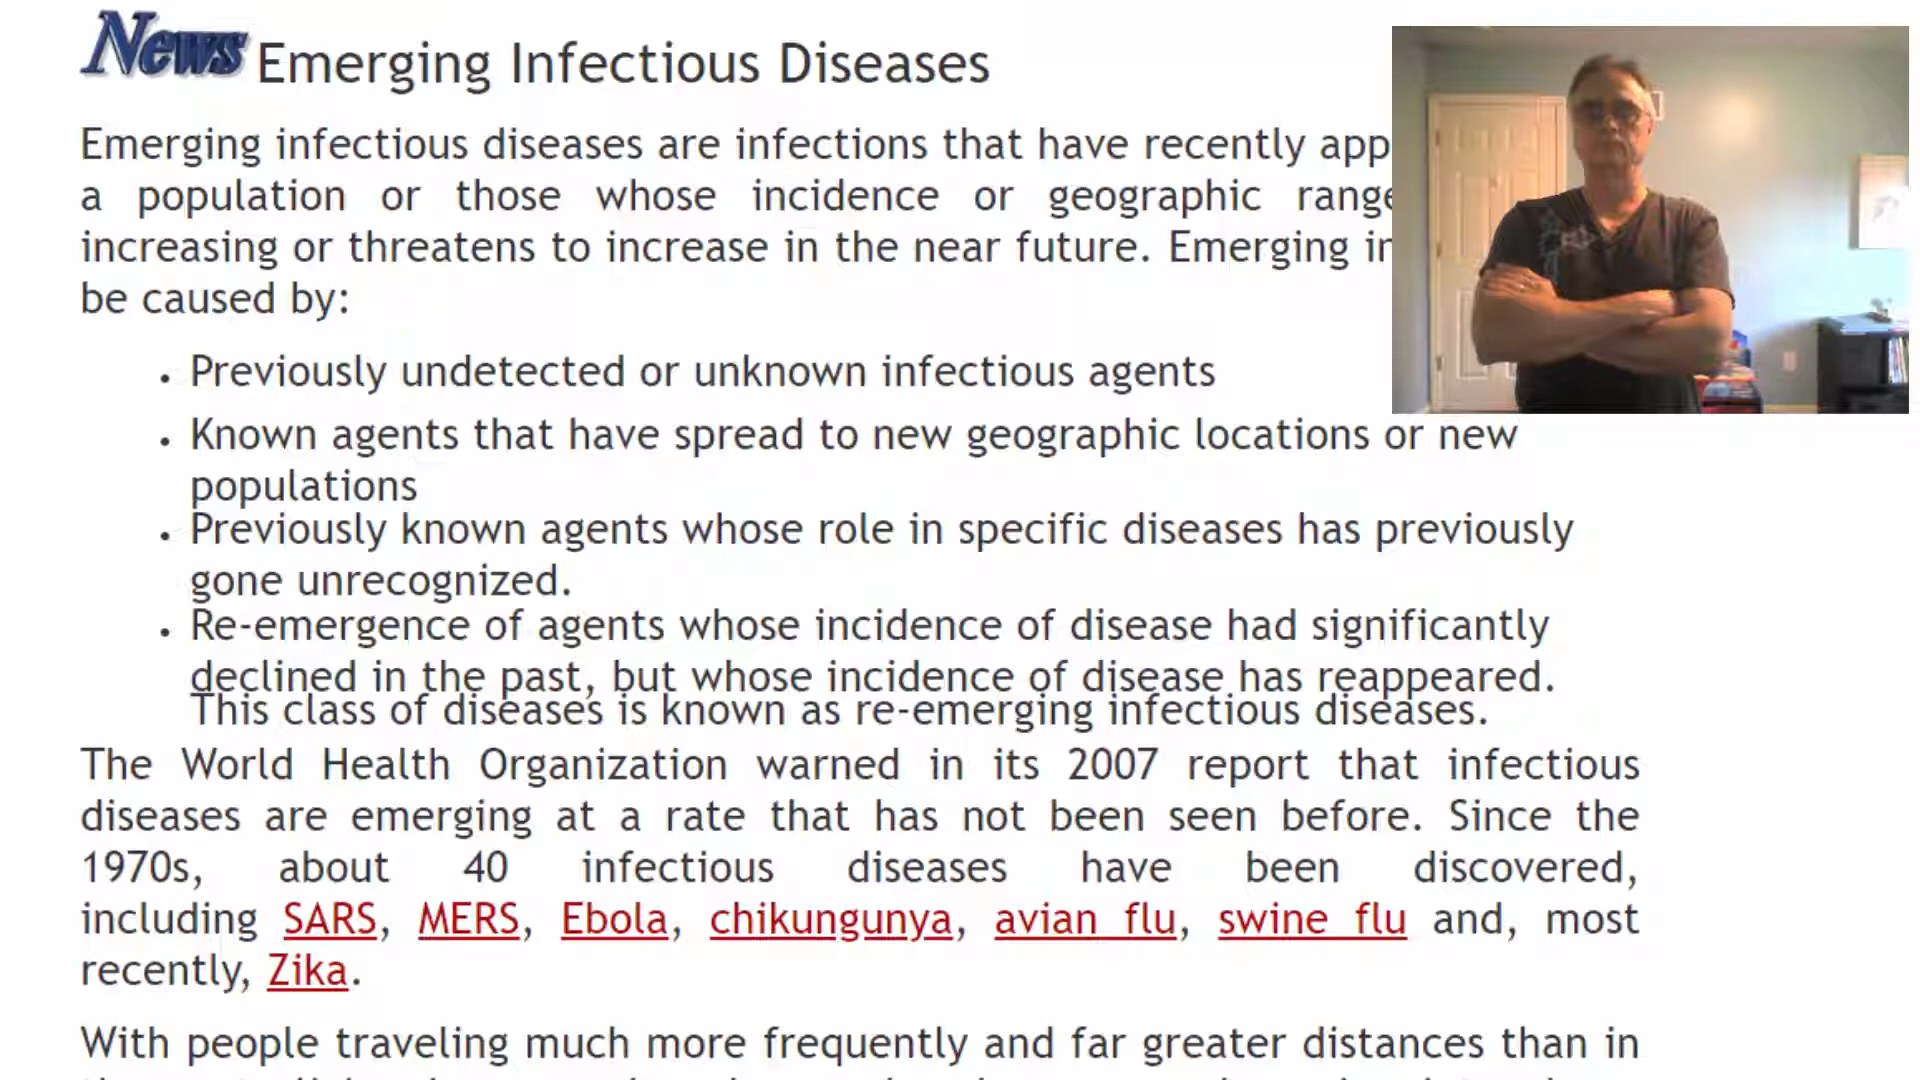 News Emerging Infectious Diseases
Emerging infectious diseases are infections that have recently
a population or those whose incidence or geographic
increasing or threatens to increase in the near future. Emerging
be caused by:
• Previously undetected or unknown infectious agents
• Known agents that have spread to new geographic locations or new
populations
• Previously known agents whose role in specific diseases has previously
gone unrecognized.
• Re-emergence of agents whose incidence of disease had significantly
declined in the past, but whose incidence of disease has reappeared.
This class of diseases is known as re-emerging infectious diseases.
The World Health Organization warned in its 2007 report that infectious
diseases are emerging at a rate that has not been seen before. Since the
1970s, about 40 infectious diseases have been discovered,
including SARS, MERS, Ebola, chikungunya, avian flu, swine flu and, most
recently, Zika.
With people traveling much more frequently and far greater distances than in